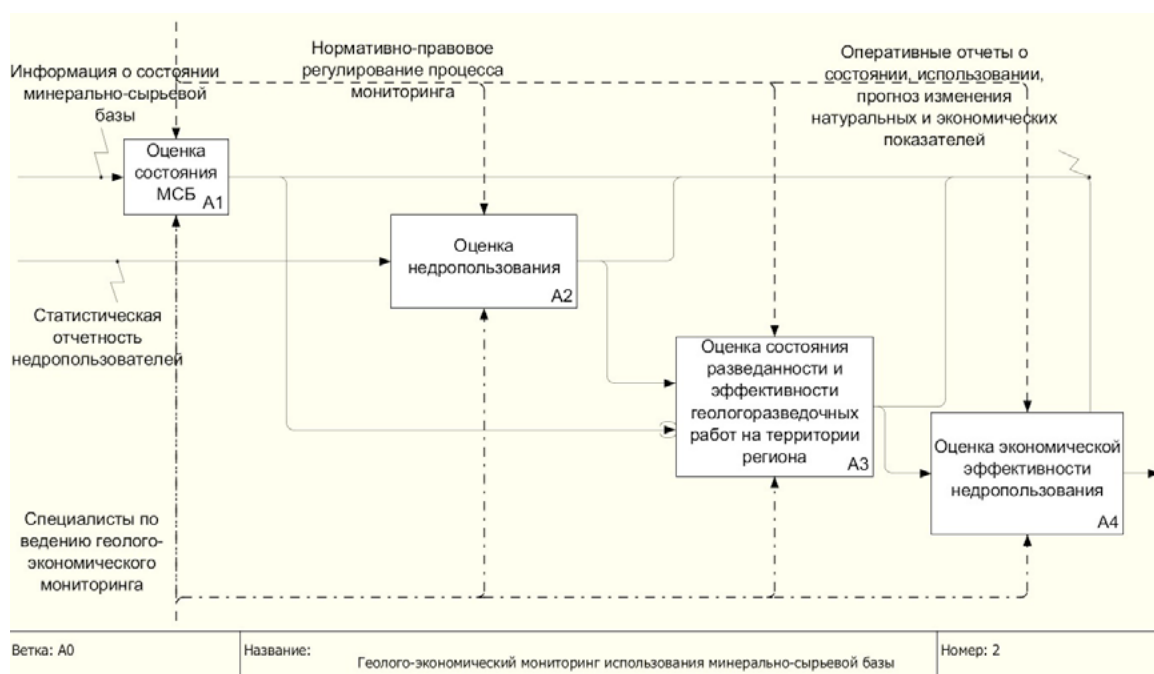 Информация о состоянии
минерально-сырьевой
базы
Нормативно-правовое
регулирование процесса
мониторинга
Оперативные отчеты о
состоянии, использовании,
прогноз изменения
натуральных и экономических
показателей
Оценка
состояния
МСБ
A1
Оценка
недропользования
A2
Статистическая
отчетность
недропользователей
Оценка состояния
разведанности и
эффективности
геологоразведочных
работ на территории
региона
A3
Оценка экономической
эффективности
недропользования
A4
Специалисты по
ведению геолого-
экономического
мониторинга
Ветка: A0
Название:
Геолого-экономический мониторинг использования минерально-сырьевой базы
Номер: 2